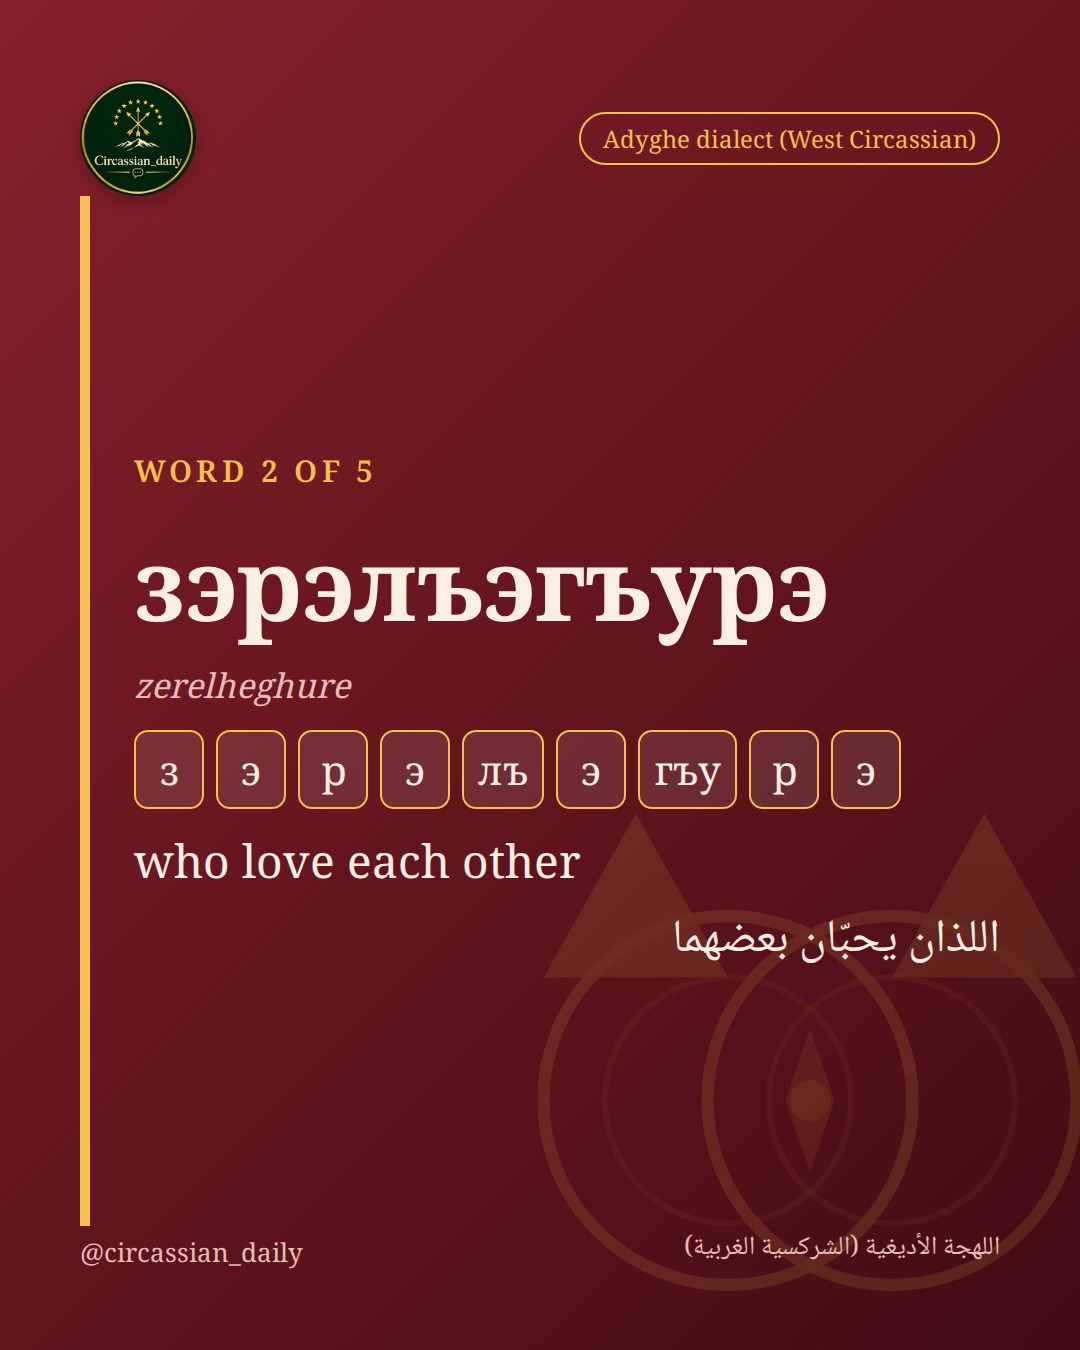 Circassian_daily
Adyghe dialect (West Circassian)
WORD 2 OF 5
зэрэлъэгъурэ
zerelheghure
з э р э лъ э гъу р э
who love each other
اللذان يحبّان بعضهما
@circassian_daily
اللهجة الأديغية (الشركسية الغربية)